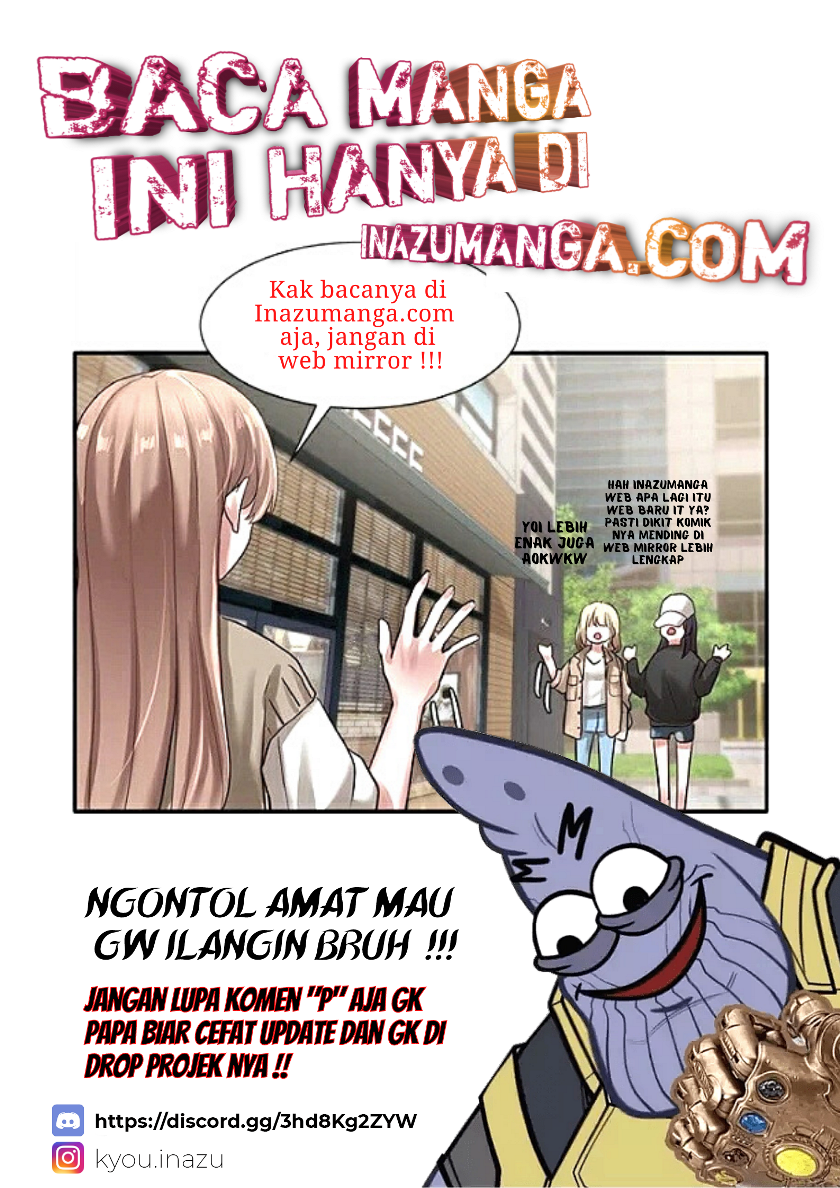 BACA MANGA
INI HANYA DI
INAZUMANGA.COM
Kak bacanya di
Inazumanga.com
aja, jangan di
web mirror !!!
HAH INAZUMANGA
WEB APA LAGI ITU
WEB BARU IT YA?
PASTI DIKIT KOMIK
NYA MENDING DI
WEB MIRROR LEBIH
LENGKAP
YOI LEBIH
ENAK JUGA
AOKWKW
M
M
NGONTOL AMAT MAU
GW ILANGIN BRUH !!!
JANGAN LUPA KOMEN "P" AJA GK
PAPA BIAR CEFAT UPDATE DAN GK DI
DROP PROJEK NYA !!
https://discord.gg/3hd8Kg2ZYW
kyou.inazu